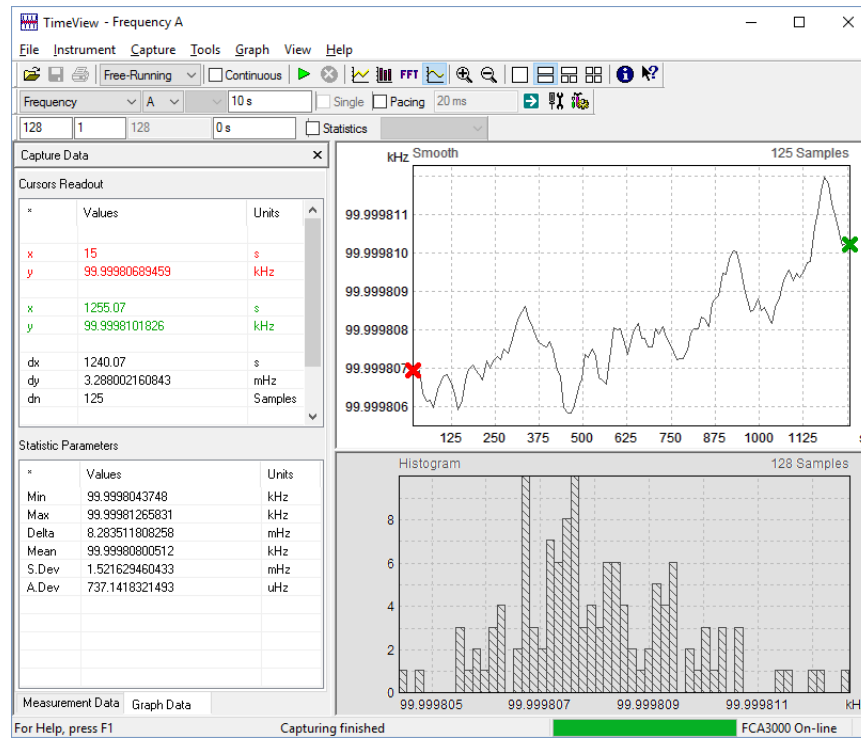 TimeView - Frequency A
File Instrument Capture Tools Graph View Help
Free-Running Continuous FFT
Frequency A 10 s Single Pacing 20 ms
128 1 128 0 s Statistics
Capture Data
Cursors Readout
* Values Units
x 15 s
y 99.99980689459 kHz
x 1255.07 s
y 99.9998101826 kHz
dx 1240.07 s
dy 3.288002160843 mHz
dn 125 Samples
Statistic Parameters
* Values Units
Min 99.9998043748 kHz
Max 99.99981265831 kHz
Delta 8.283511808258 mHz
Mean 99.99980800512 kHz
S.Dev 1.521629460433 mHz
A.Dev 737.1418321493 uHz
Measurement Data Graph Data
kHz Smooth 125 Samples
99.999811
99.999810
99.999809
99.999808
99.999807
99.999806
125 250 375 500 625 750 875 1000 1125 s
Histogram 128 Samples
8
6
4
2
0
99.999805 99.999807 99.999809 99.999811 kH
For Help, press F1 Capturing finished FCA3000 On-line